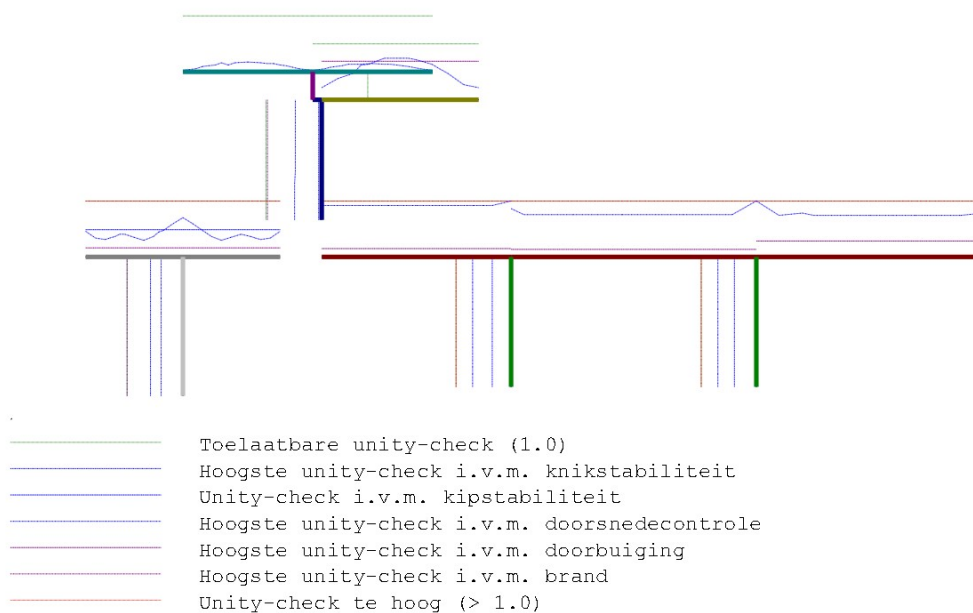 Toelaatbare unity-check (1.0)
Hoogste unity-check i.v.m. knikstabiliteit
Unity-check i.v.m. kipstabiliteit
Hoogste unity-check i.v.m. doorsnedecontrole
Hoogste unity-check i.v.m. doorbuiging
Hoogste unity-check i.v.m. brand
Unity-check te hoog (> 1.0)